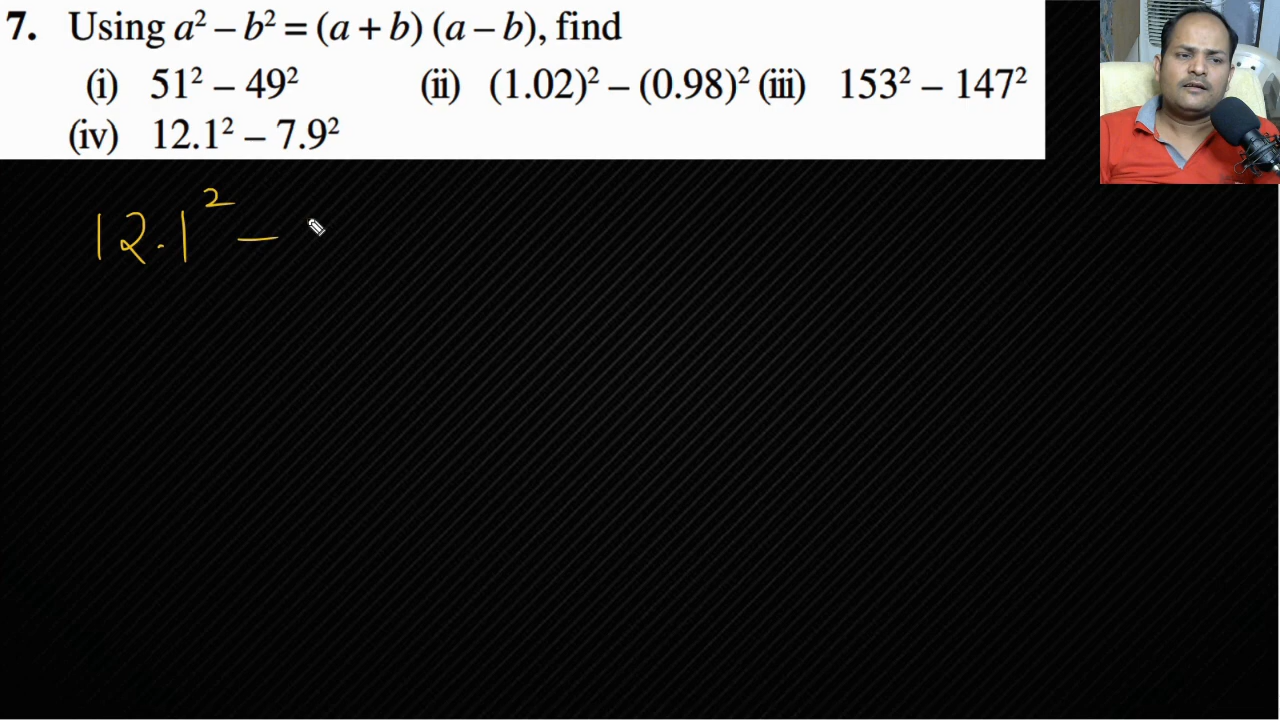 7. Using a² – b² = (a + b) (a – b), find
(i) 51² – 49² (ii) (1.02)² – (0.98)² (iii) 153² – 147²
(iv) 12.1² – 7.9²
12.1² –